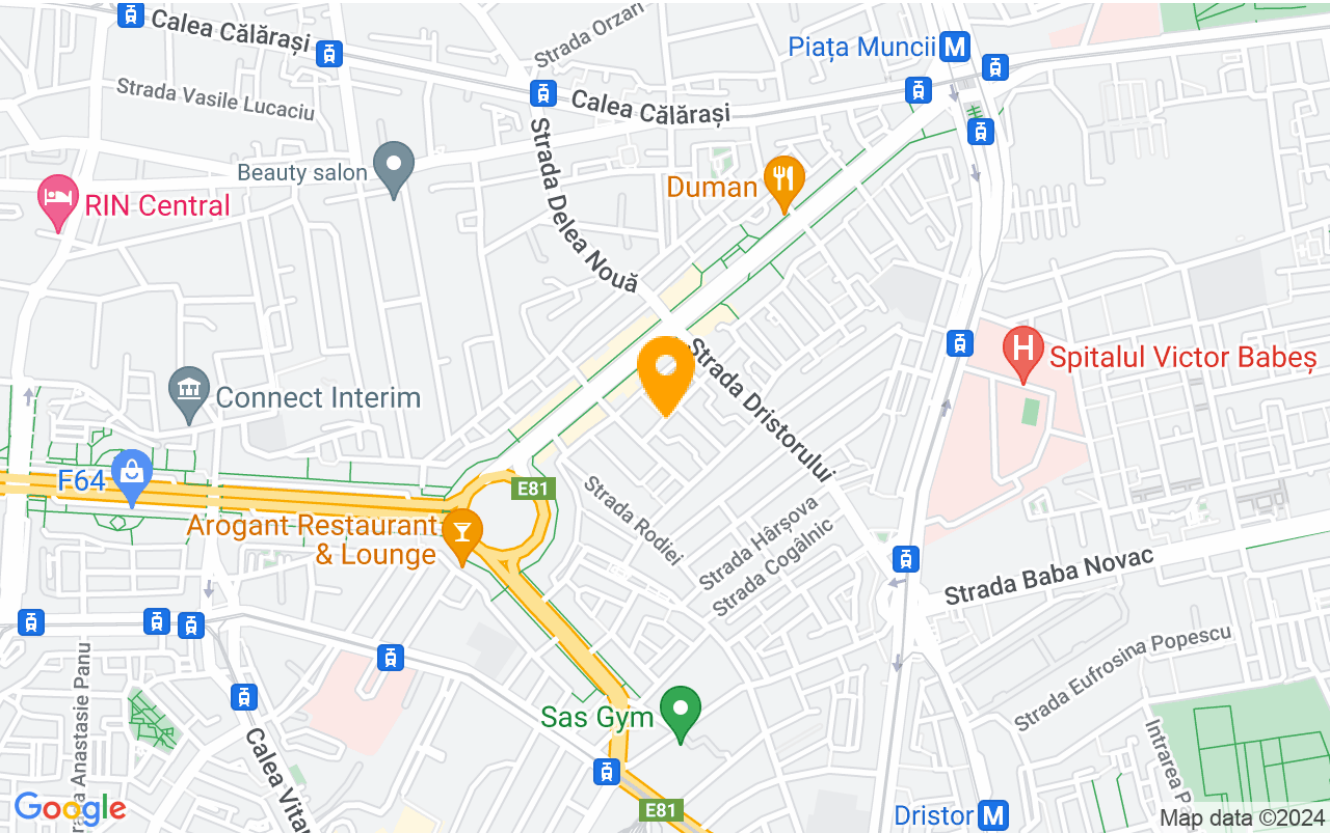 Calea Călărași
Strada Orzari
Piața Muncii M
Strada Vasile Lucaciu
Calea Călărași
Beauty salon
Strada Delea Nouă
Duman
RIN Central
Strada Dristorului
H Spitalul Victor Babeș
Connect Interim
F64
E81
Arogant Restaurant
& Lounge
Strada Rodiei
Strada Hârșova
Strada Cogâlnic
Strada Baba Novac
Strada Eufrosina Popescu
Anastasie Panu
Sas Gym
Calea
Intrarea
Google
E81
Dristor M
Map data ©2024